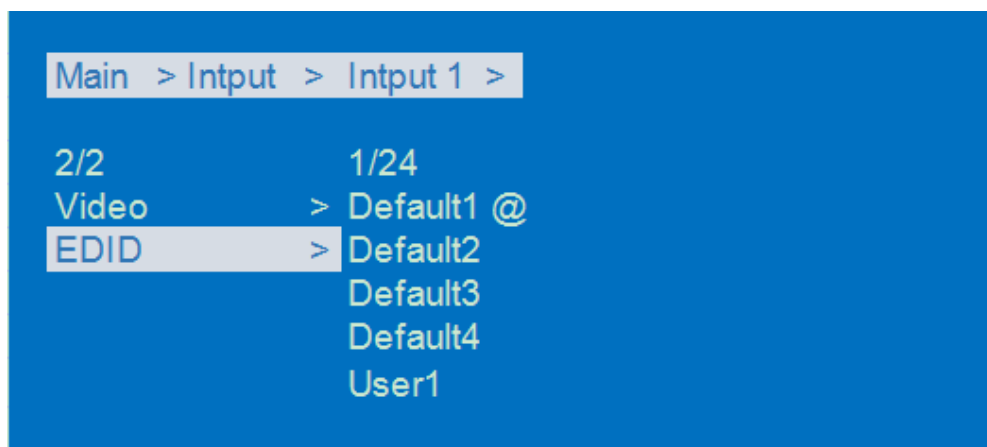 Main > Intput > Intput 1 >
2/2 1/24
Video > Default1 @
EDID > Default2
Default3
Default4
User1